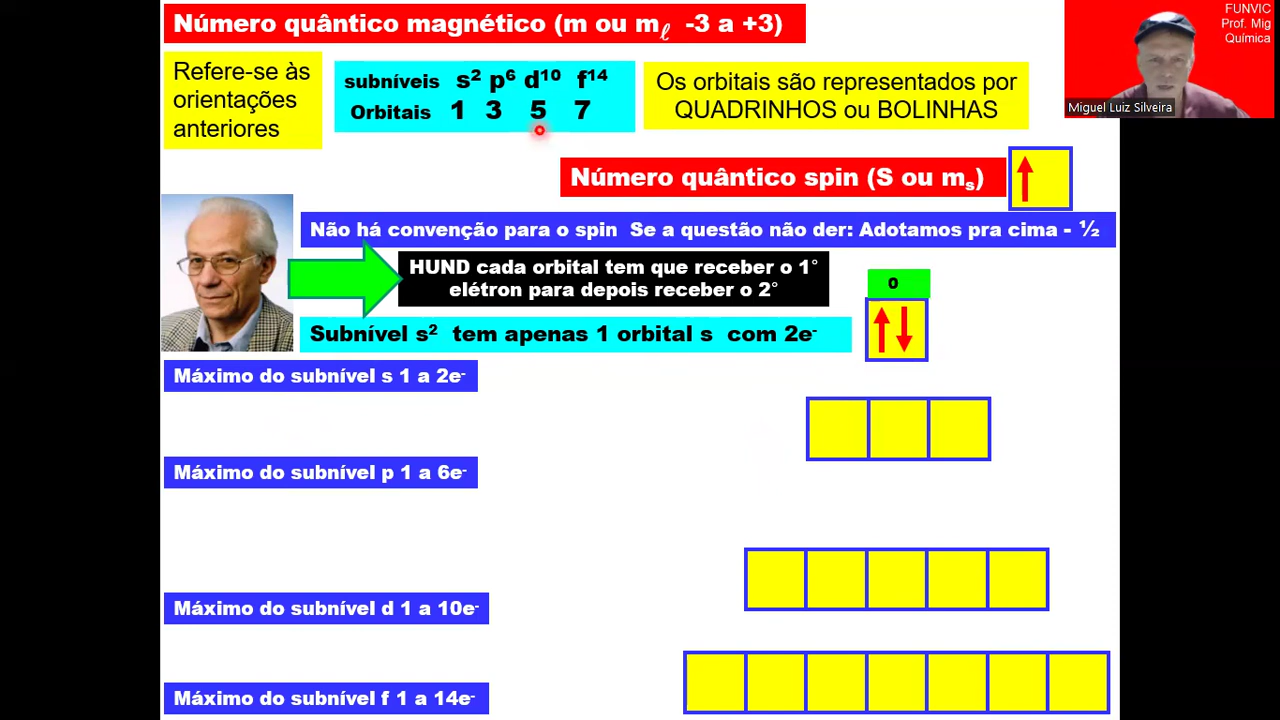 Número quântico magnético (m ou mℓ -3 a +3)
FUNVIC
Prof. Mig
Química
Miguel Luiz Silveira
Refere-se às
orientações
anteriores
subníveis s² p⁶ d¹⁰ f¹⁴
Orbitais 1 3 5 7
Os orbitais são representados por
QUADRINHOS ou BOLINHAS
Número quântico spin (S ou mₛ)
Não há convenção para o spin Se a questão não der: Adotamos pra cima - ½
HUND cada orbital tem que receber o 1°
elétron para depois receber o 2°
0
Subnível s² tem apenas 1 orbital s com 2e⁻
Máximo do subnível s 1 a 2e⁻
Máximo do subnível p 1 a 6e⁻
Máximo do subnível d 1 a 10e⁻
Máximo do subnível f 1 a 14e⁻